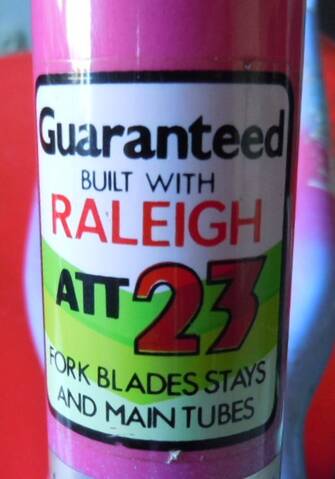 Guaranteed
BUILT WITH
RALEIGH
ATT 23
FORK BLADES STAYS
AND MAIN TUBES